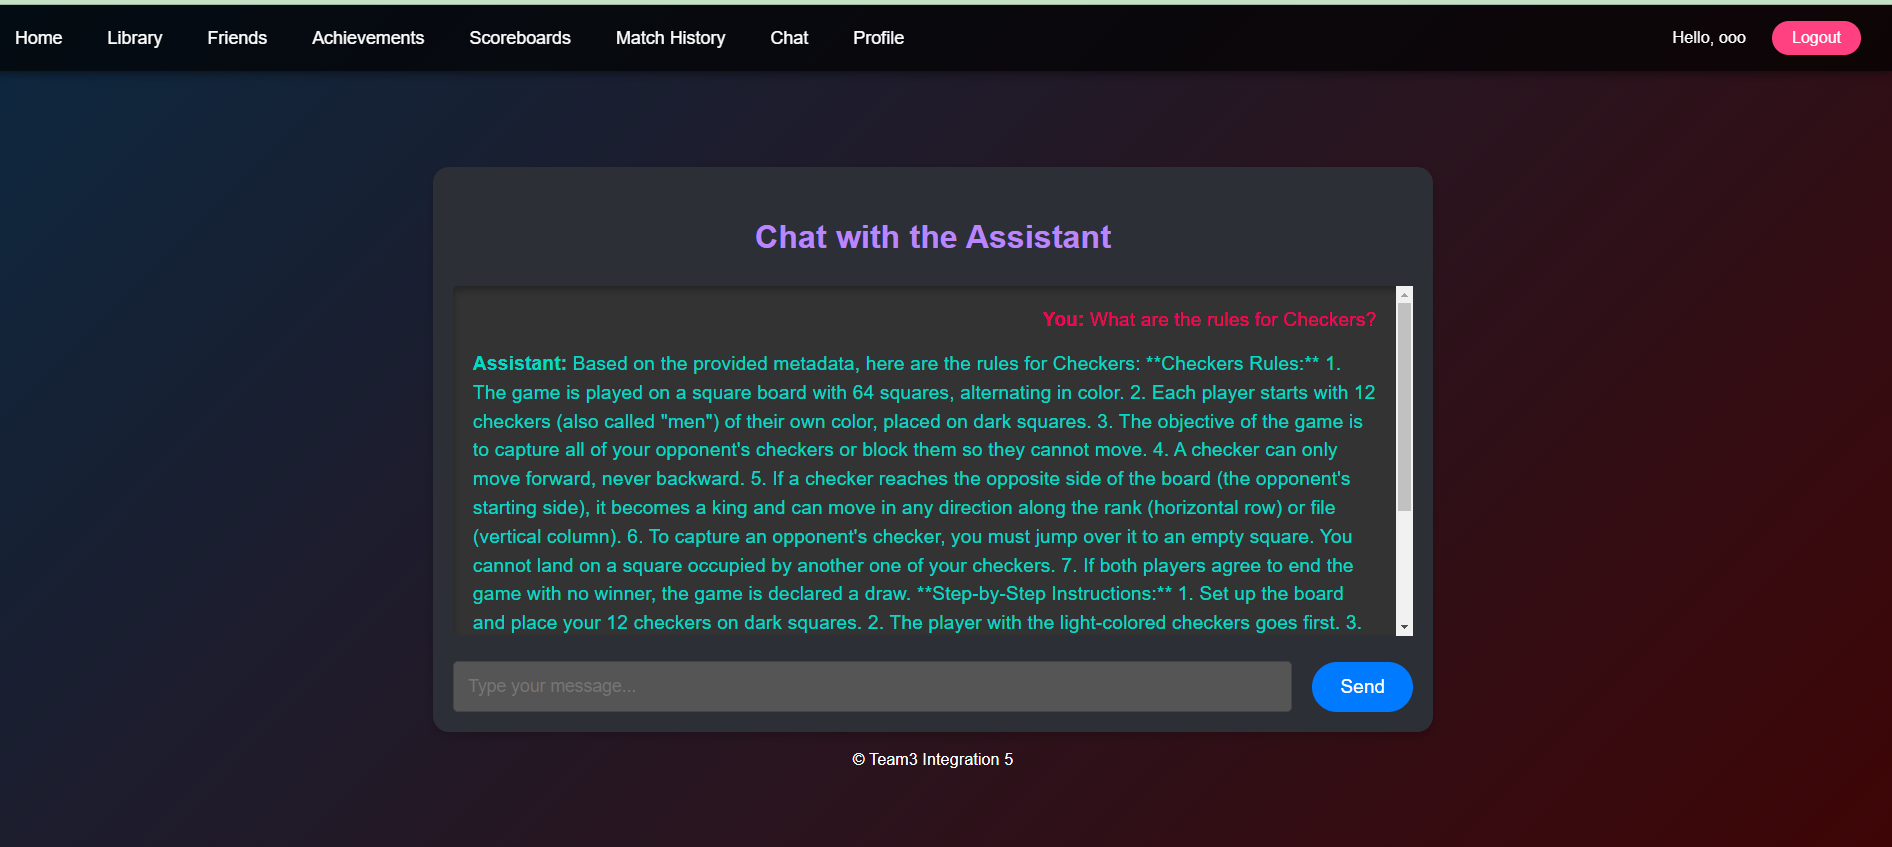 Home Library Friends Achievements Scoreboards Match History Chat Profile Hello, ooo Logout
Chat with the Assistant
You: What are the rules for Checkers?
Assistant: Based on the provided metadata, here are the rules for Checkers: **Checkers Rules:** 1.
The game is played on a square board with 64 squares, alternating in color. 2. Each player starts with 12
checkers (also called "men") of their own color, placed on dark squares. 3. The objective of the game is
to capture all of your opponent's checkers or block them so they cannot move. 4. A checker can only
move forward, never backward. 5. If a checker reaches the opposite side of the board (the opponent's
starting side), it becomes a king and can move in any direction along the rank (horizontal row) or file
(vertical column). 6. To capture an opponent's checker, you must jump over it to an empty square. You
cannot land on a square occupied by another one of your checkers. 7. If both players agree to end the
game with no winner, the game is declared a draw. **Step-by-Step Instructions:** 1. Set up the board
and place your 12 checkers on dark squares. 2. The player with the light-colored checkers goes first. 3.
Type your message...
Send
© Team3 Integration 5